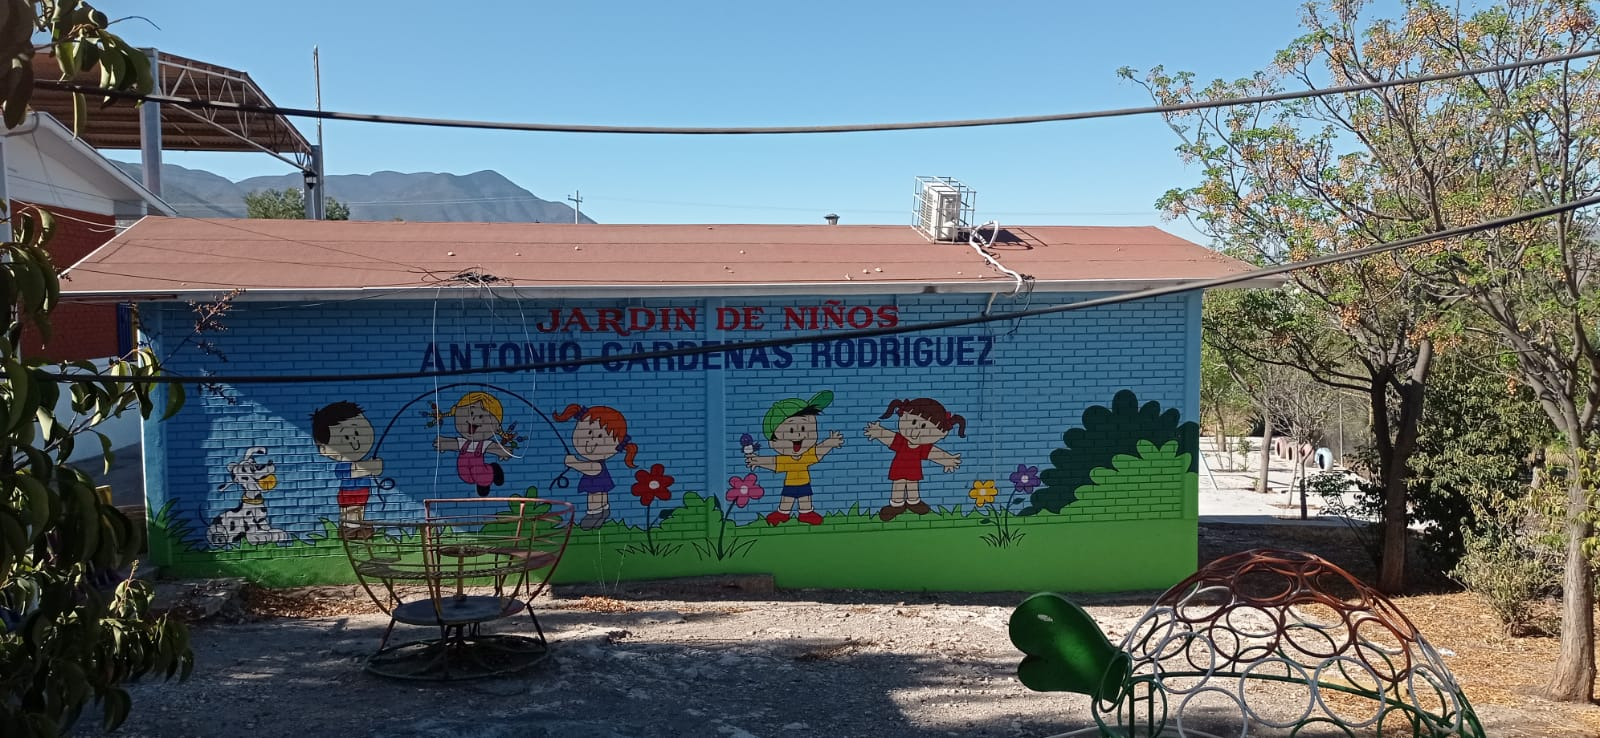 JARDIN DE NIÑOS
ANTONIO CARDENAS RODRIGUEZ